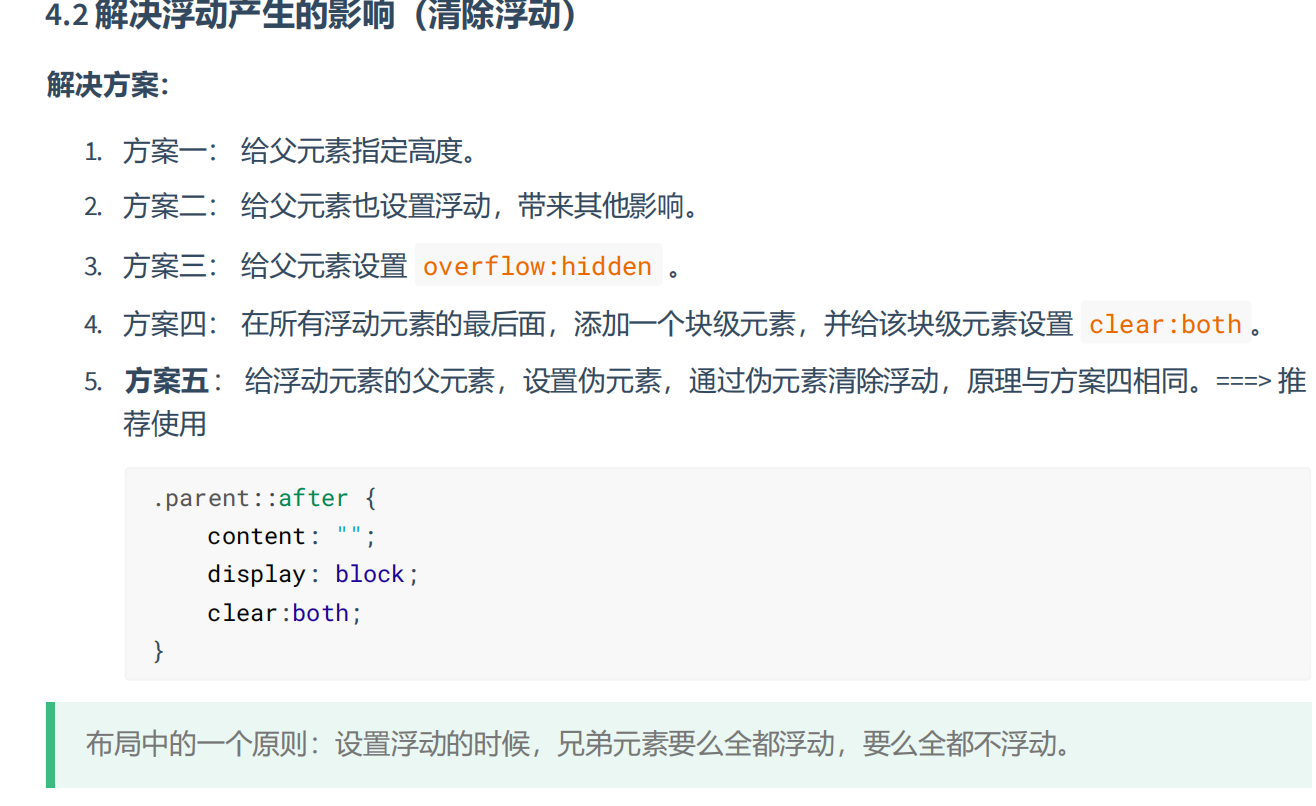 4.2 解决浮动产生的影响（清除浮动）
解决方案：
1. 方案一： 给父元素指定高度。
2. 方案二： 给父元素也设置浮动，带来其他影响。
3. 方案三： 给父元素设置 overflow:hidden 。
4. 方案四： 在所有浮动元素的最后面，添加一个块级元素，并给该块级元素设置 clear:both 。
5. 方案五： 给浮动元素的父元素，设置伪元素，通过伪元素清除浮动，原理与方案四相同。===> 推
荐使用
.parent::after {
    content: "";
    display: block;
    clear:both;
}
布局中的一个原则：设置浮动的时候，兄弟元素要么全都浮动，要么全都不浮动。